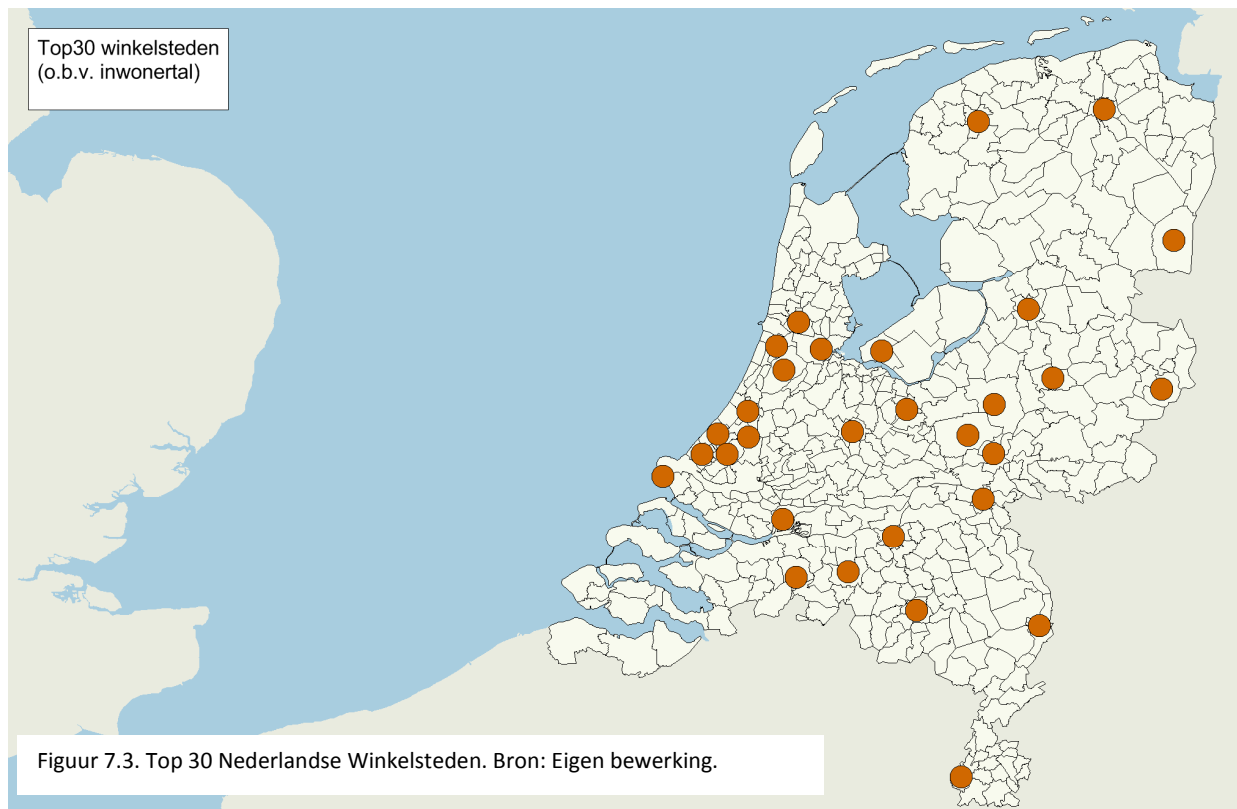 Top30 winkelsteden
(o.b.v. inwonertal)
Figuur 7.3. Top 30 Nederlandse Winkelsteden. Bron: Eigen bewerking.